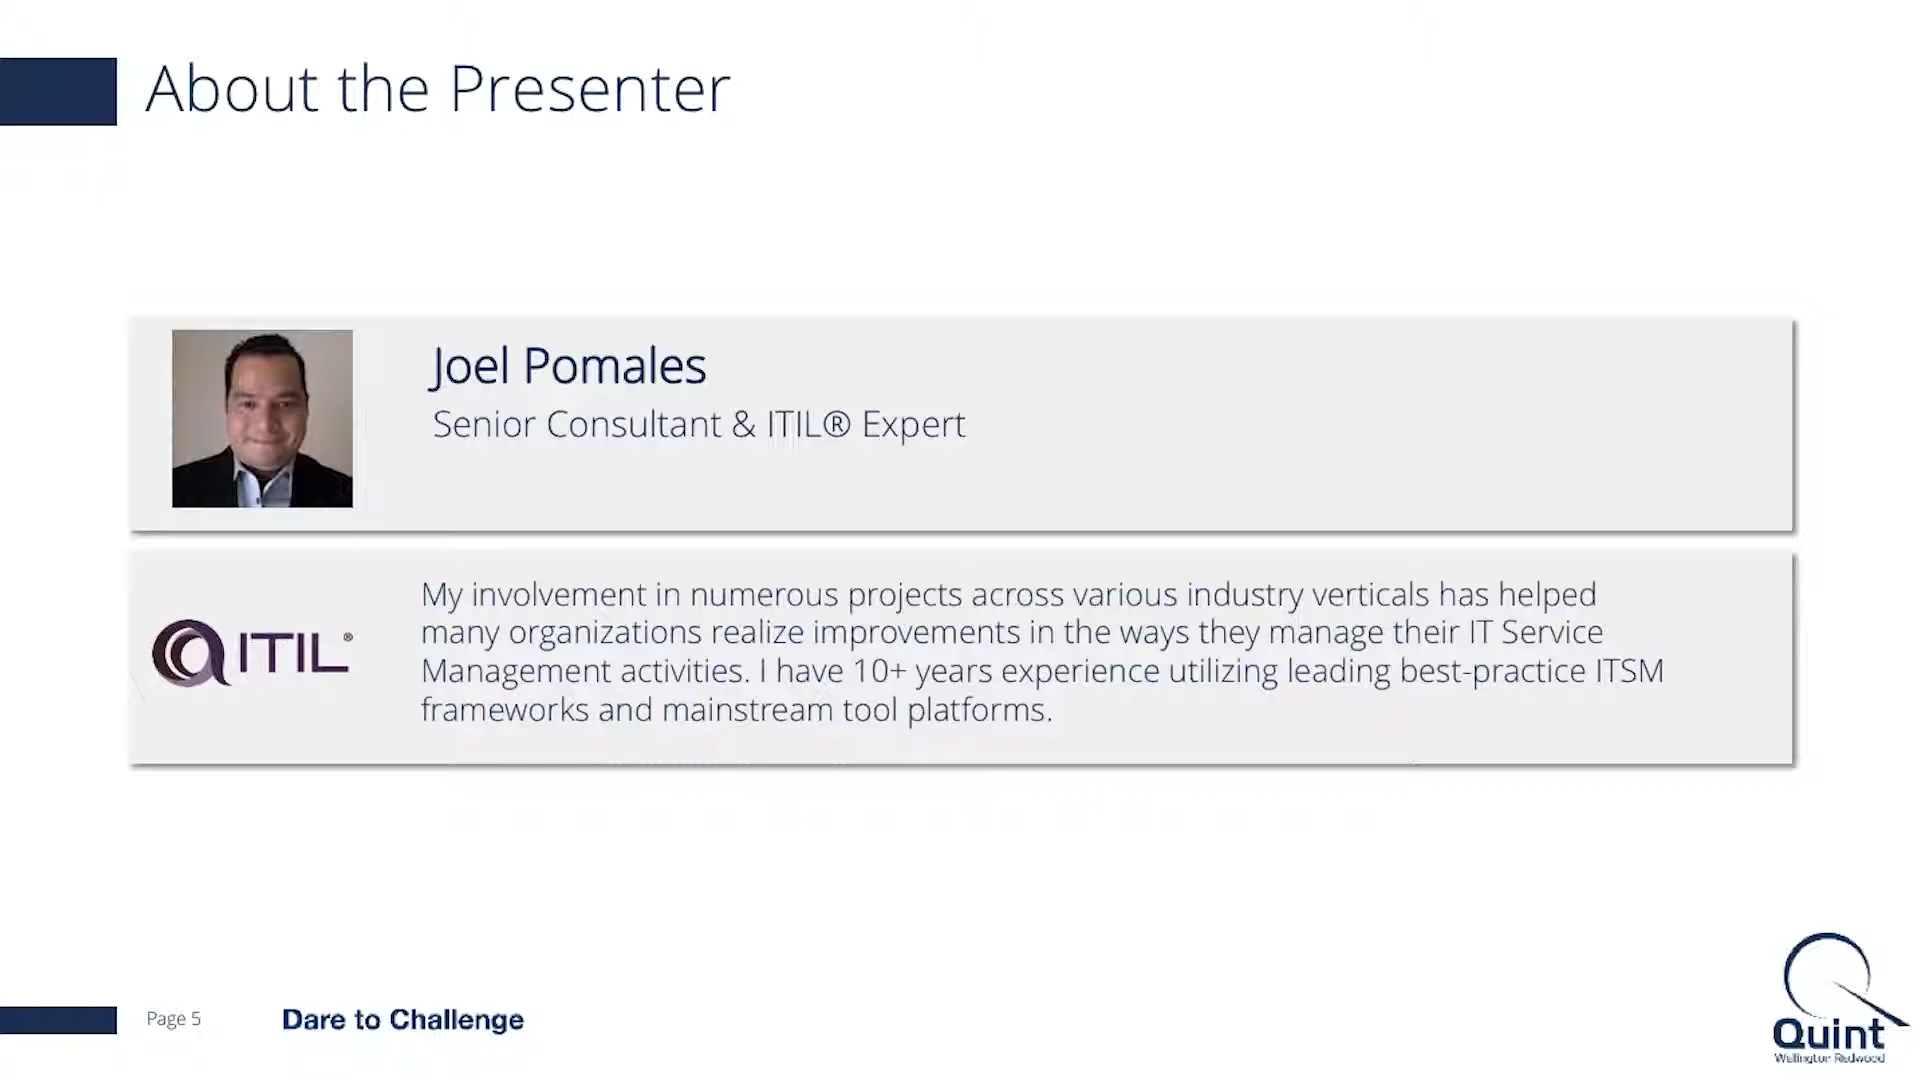 About the Presenter
Joel Pomales
Senior Consultant & ITIL® Expert
ITIL®
My involvement in numerous projects across various industry verticals has helped
many organizations realize improvements in the ways they manage their IT Service
Management activities. I have 10+ years experience utilizing leading best-practice ITSM
frameworks and mainstream tool platforms.
Page 5
Dare to Challenge
Quint
Wellington Redwood